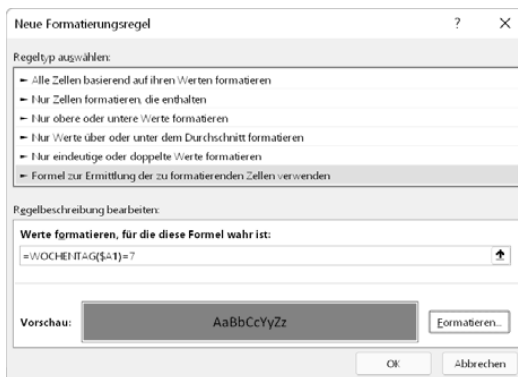 Neue Formatierungsregel ? ×
Regeltyp auswählen:
► Alle Zellen basierend auf ihren Werten formatieren
► Nur Zellen formatieren, die enthalten
► Nur obere oder untere Werte formatieren
► Nur Werte über oder unter dem Durchschnitt formatieren
► Nur eindeutige oder doppelte Werte formatieren
► Formel zur Ermittlung der zu formatierenden Zellen verwenden
Regelbeschreibung bearbeiten:
Werte formatieren, für die diese Formel wahr ist:
=WOCHENTAG($A1)=7
Vorschau: AaBbCcYyZz Formatieren...
OK Abbrechen